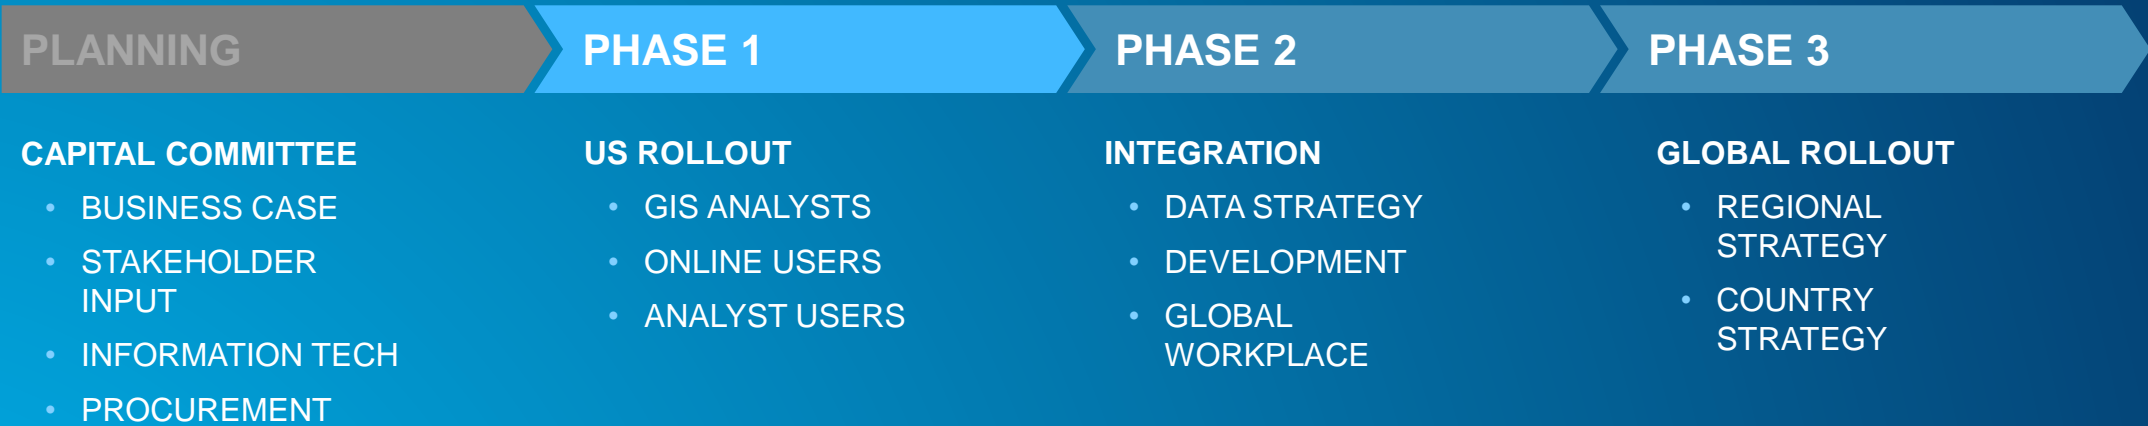 PLANNING
PHASE 1
PHASE 2
PHASE 3
CAPITAL COMMITTEE
• BUSINESS CASE
• STAKEHOLDER
INPUT
• INFORMATION TECH
• PROCUREMENT
US ROLLOUT
• GIS ANALYSTS
• ONLINE USERS
• ANALYST USERS
INTEGRATION
• DATA STRATEGY
• DEVELOPMENT
• GLOBAL
WORKPLACE
GLOBAL ROLLOUT
• REGIONAL
STRATEGY
• COUNTRY
STRATEGY